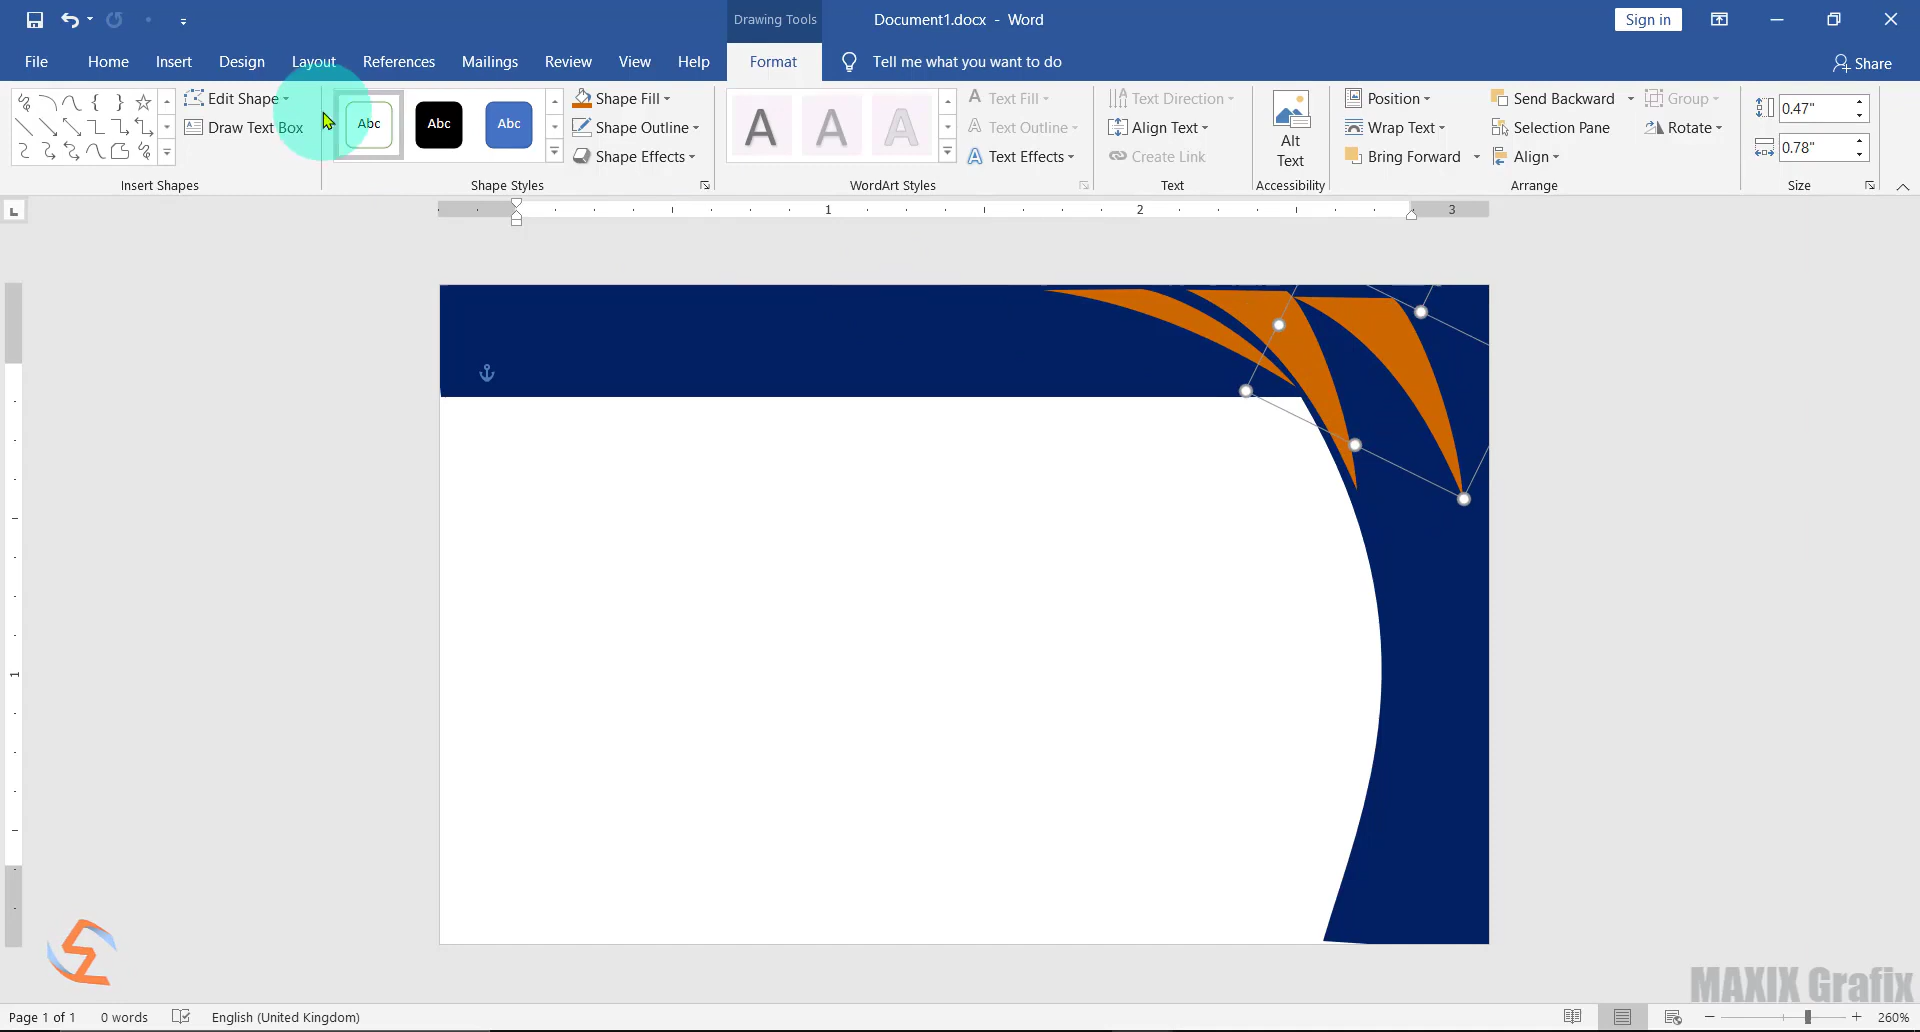 Drawing Tools
Document1.docx - Word
Sign in
File
Home
Insert
Design
Layout
References
Mailings
Review
View
Help
Format
Tell me what you want to do
Share
Edit Shape
Draw Text Box
Insert Shapes
Abc
Abc
Abc
Shape Styles
Shape Fill
Shape Outline
Shape Effects
A A A
WordArt Styles
Text Fill
Text Outline
Text Effects
Text Direction
Align Text
Create Link
Text
Alt
Text
Accessibility
Position
Wrap Text
Bring Forward
Send Backward
Selection Pane
Align
Group
Rotate
Arrange
0.47"
0.78"
Size
1
2
3
1
MAXIX Grafix
Page 1 of 1
0 words
English (United Kingdom)
260%